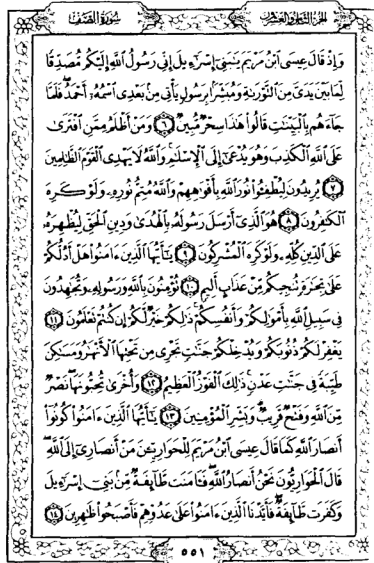 الجزء الثامن والعشرون
سورة الصف
وَإِذْ قَالَ عِيسَى ابْنُ مَرْيَمَ يَٰبَنِىٓ إِسْرَٰٓءِيلَ إِنِّى رَسُولُ ٱللَّهِ إِلَيْكُم مُّصَدِّقًا
لِّمَا بَيْنَ يَدَىَّ مِنَ ٱلتَّوْرَىٰةِ وَمُبَشِّرًۢا بِرَسُولٍ يَأْتِى مِنۢ بَعْدِى ٱسْمُهُۥٓ أَحْمَدُ ۖ فَلَمَّا
جَآءَهُم بِٱلْبَيِّنَٰتِ قَالُوا۟ هَٰذَا سِحْرٌ مُّبِينٌ ﴿٦﴾ وَمَنْ أَظْلَمُ مِمَّنِ ٱفْتَرَىٰ
عَلَى ٱللَّهِ ٱلْكَذِبَ وَهُوَ يُدْعَىٰٓ إِلَى ٱلْإِسْلَٰمِ ۚ وَٱللَّهُ لَا يَهْدِى ٱلْقَوْمَ ٱلظَّٰلِمِينَ
﴿٧﴾ يُرِيدُونَ لِيُطْفِـُٔوا۟ نُورَ ٱللَّهِ بِأَفْوَٰهِهِمْ وَٱللَّهُ مُتِمُّ نُورِهِۦ وَلَوْ كَرِهَ
ٱلْكَٰفِرُونَ ﴿٨﴾ هُوَ ٱلَّذِىٓ أَرْسَلَ رَسُولَهُۥ بِٱلْهُدَىٰ وَدِينِ ٱلْحَقِّ لِيُظْهِرَهُۥ
عَلَى ٱلدِّينِ كُلِّهِۦ وَلَوْ كَرِهَ ٱلْمُشْرِكُونَ ﴿٩﴾ يَٰٓأَيُّهَا ٱلَّذِينَ ءَامَنُوا۟ هَلْ أَدُلُّكُمْ
عَلَىٰ تِجَٰرَةٍ تُنجِيكُم مِّنْ عَذَابٍ أَلِيمٍ ﴿١٠﴾ تُؤْمِنُونَ بِٱللَّهِ وَرَسُولِهِۦ وَتُجَٰهِدُونَ
فِى سَبِيلِ ٱللَّهِ بِأَمْوَٰلِكُمْ وَأَنفُسِكُمْ ۚ ذَٰلِكُمْ خَيْرٌ لَّكُمْ إِن كُنتُمْ تَعْلَمُونَ ﴿١١﴾
يَغْفِرْ لَكُمْ ذُنُوبَكُمْ وَيُدْخِلْكُمْ جَنَّٰتٍ تَجْرِى مِن تَحْتِهَا ٱلْأَنْهَٰرُ وَمَسَٰكِنَ
طَيِّبَةً فِى جَنَّٰتِ عَدْنٍ ۚ ذَٰلِكَ ٱلْفَوْزُ ٱلْعَظِيمُ ﴿١٢﴾ وَأُخْرَىٰ تُحِبُّونَهَا ۖ نَصْرٌ
مِّنَ ٱللَّهِ وَفَتْحٌ قَرِيبٌ ۗ وَبَشِّرِ ٱلْمُؤْمِنِينَ ﴿١٣﴾ يَٰٓأَيُّهَا ٱلَّذِينَ ءَامَنُوا۟ كُونُوٓا۟
أَنصَارَ ٱللَّهِ كَمَا قَالَ عِيسَى ٱبْنُ مَرْيَمَ لِلْحَوَارِيِّـۧنَ مَنْ أَنصَارِىٓ إِلَى ٱللَّهِ ۖ
قَالَ ٱلْحَوَارِيُّونَ نَحْنُ أَنصَارُ ٱللَّهِ ۖ فَـَٔامَنَت طَّآئِفَةٌ مِّنۢ بَنِىٓ إِسْرَٰٓءِيلَ
وَكَفَرَت طَّآئِفَةٌ ۖ فَأَيَّدْنَا ٱلَّذِينَ ءَامَنُوا۟ عَلَىٰ عَدُوِّهِمْ فَأَصْبَحُوا۟ ظَٰهِرِينَ ﴿١٤﴾
٥٥١